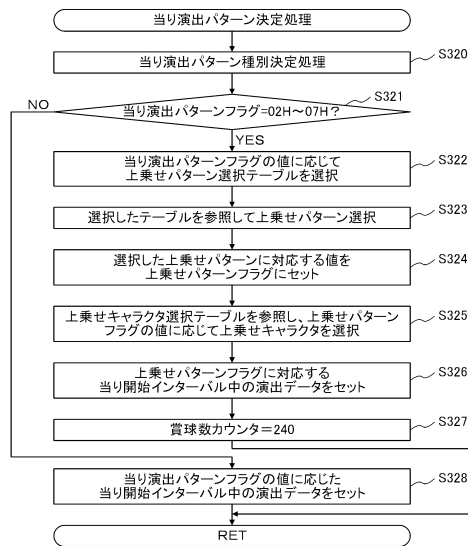 当り演出パターン決定処理
当り演出パターン種別決定処理
S320
当り演出パターンフラグ=02H～07H？
S321
NO
YES
当り演出パターンフラグの値に応じて
上乗せパターン選択テーブルを選択
S322
選択したテーブルを参照して上乗せパターン選択
S323
選択した上乗せパターンに対応する値を
上乗せパターンフラグにセット
S324
上乗せキャラクタ選択テーブルを参照し、上乗せパターン
フラグの値に応じて上乗せキャラクタを選択
S325
上乗せパターンフラグに対応する
当り開始インターバル中の演出データをセット
S326
賞球数カウンタ=240
S327
当り演出パターンフラグの値に応じた
当り開始インターバル中の演出データをセット
S328
RET